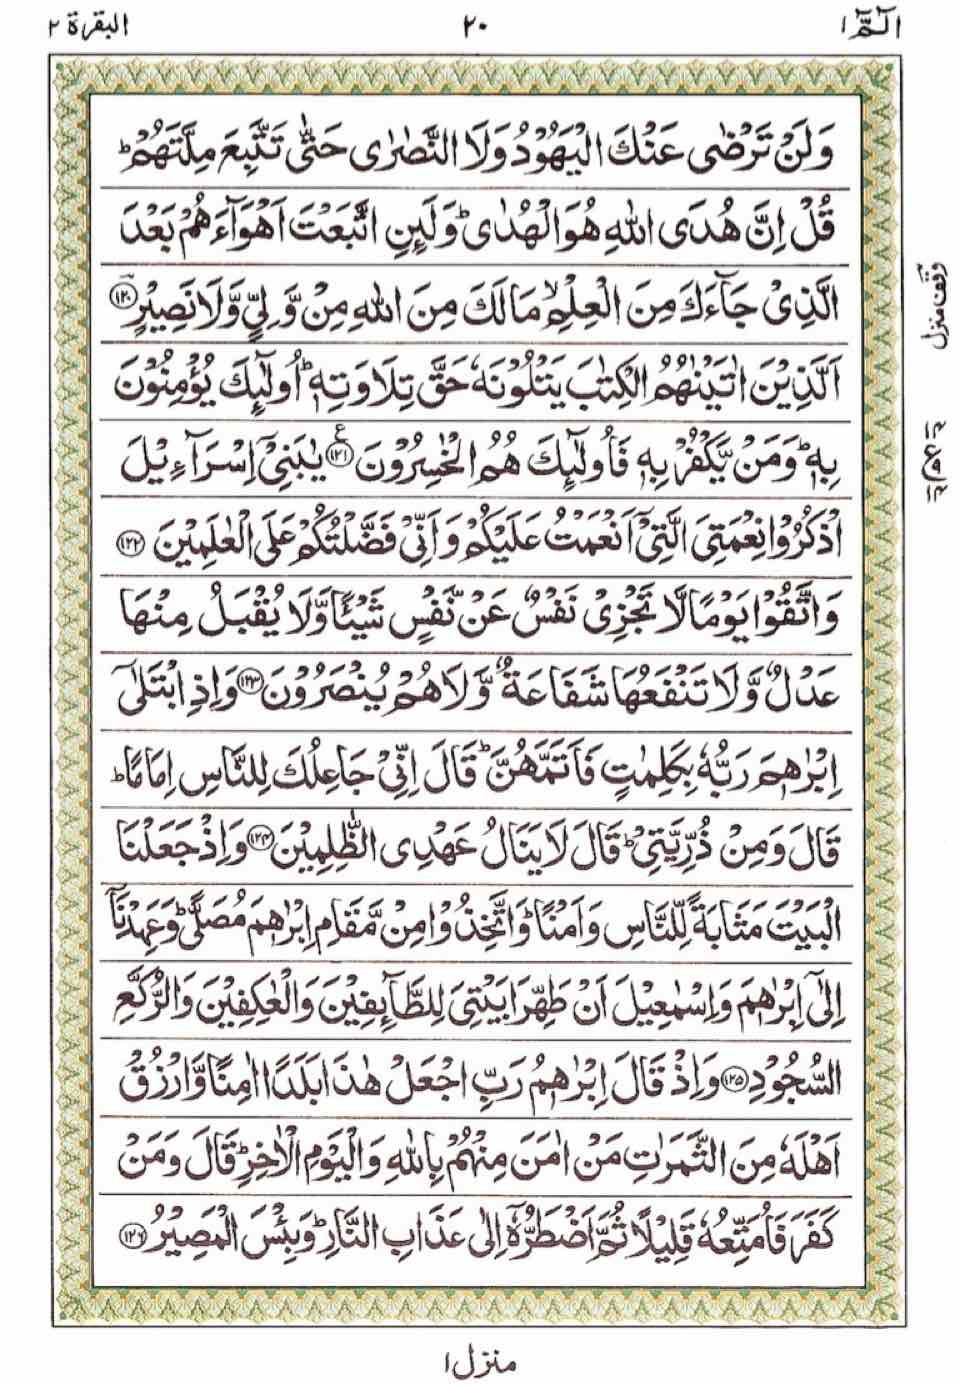 الٓمّٓ ١ ٢٠ البقرة ٢
وَلَنْ تَرْضٰى عَنْكَ الْيَهُوْدُ وَلَا النَّصٰرٰى حَتّٰى تَتَّبِعَ مِلَّتَهُمْ ؕ
قُلْ اِنَّ هُدَى اللّٰهِ هُوَ الْهُدٰى ؕ وَلَئِنِ اتَّبَعْتَ اَهْوَآءَهُمْ بَعْدَ
الَّذِيْ جَآءَكَ مِنَ الْعِلْمِ ۙ مَا لَكَ مِنَ اللّٰهِ مِنْ وَّلِيٍّ وَّلَا نَصِيْرٍ ١٢٠
اَلَّذِيْنَ اٰتَيْنٰهُمُ الْكِتٰبَ يَتْلُوْنَهٗ حَقَّ تِلَاوَتِهٖ ؕ اُولٰٓئِكَ يُؤْمِنُوْنَ
بِهٖ ؕ وَمَنْ يَّكْفُرْ بِهٖ فَاُولٰٓئِكَ هُمُ الْخٰسِرُوْنَ ١٢١ ع يٰبَنِيْٓ اِسْرَآءِيْلَ
اذْكُرُوْا نِعْمَتِيَ الَّتِيْٓ اَنْعَمْتُ عَلَيْكُمْ وَاَنِّيْ فَضَّلْتُكُمْ عَلَى الْعٰلَمِيْنَ ١٢٢
وَاتَّقُوْا يَوْمًا لَّا تَجْزِيْ نَفْسٌ عَنْ نَّفْسٍ شَيْـًٔا وَّلَا يُقْبَلُ مِنْهَا
عَدْلٌ وَّلَا تَنْفَعُهَا شَفَاعَةٌ وَّلَا هُمْ يُنْصَرُوْنَ ١٢٣ وَاِذِ ابْتَلٰٓى
اِبْرٰهٖمَ رَبُّهٗ بِكَلِمٰتٍ فَاَتَمَّهُنَّ ؕ قَالَ اِنِّيْ جَاعِلُكَ لِلنَّاسِ اِمَامًا ؕ
قَالَ وَمِنْ ذُرِّيَّتِيْ ؕ قَالَ لَا يَنَالُ عَهْدِي الظّٰلِمِيْنَ ١٢٤ وَاِذْ جَعَلْنَا
الْبَيْتَ مَثَابَةً لِّلنَّاسِ وَاَمْنًا ؕ وَاتَّخِذُوْا مِنْ مَّقَامِ اِبْرٰهٖمَ مُصَلًّى ؕ وَعَهِدْنَآ
اِلٰٓى اِبْرٰهٖمَ وَاِسْمٰعِيْلَ اَنْ طَهِّرَا بَيْتِيَ لِلطَّآئِفِيْنَ وَالْعٰكِفِيْنَ وَالرُّكَّعِ
السُّجُوْدِ ١٢٥ وَاِذْ قَالَ اِبْرٰهٖمُ رَبِّ اجْعَلْ هٰذَا بَلَدًا اٰمِنًا وَّارْزُقْ
اَهْلَهٗ مِنَ الثَّمَرٰتِ مَنْ اٰمَنَ مِنْهُمْ بِاللّٰهِ وَالْيَوْمِ الْاٰخِرِ ؕ قَالَ وَمَنْ
كَفَرَ فَاُمَتِّعُهٗ قَلِيْلًا ثُمَّ اَضْطَرُّهٗٓ اِلٰى عَذَابِ النَّارِ ؕ وَبِئْسَ الْمَصِيْرُ ١٢٦
وقف منزل
منزل ١